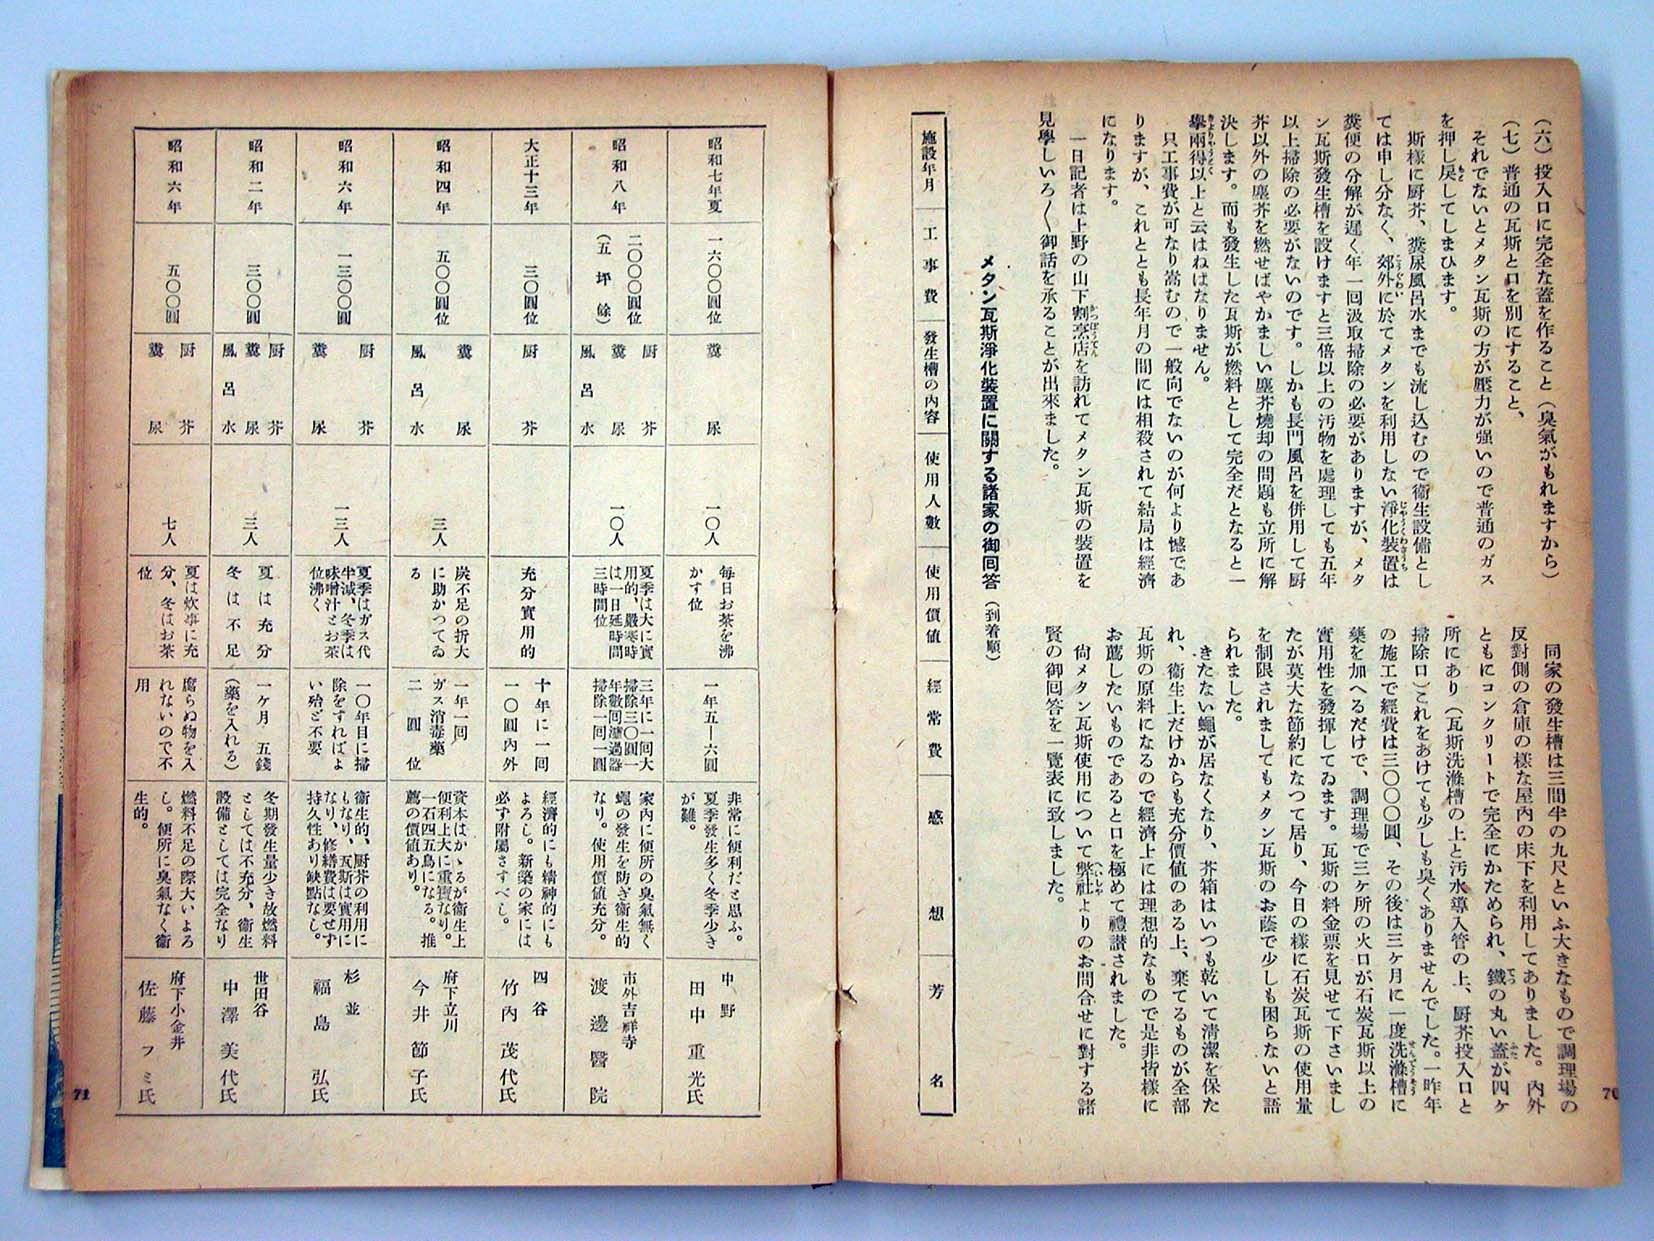 (六)投入口に完全な蓋を作ること(臭氣がもれますから)
(七)普通の瓦斯と口を別にすること、
それでないとメタン瓦斯の方が壓力が强いので普通のガス
を押し戾してしまひます。
斯樣に厨芥、糞尿風呂水までも流し込むので衞生設備とし
ては申し分なく、郊外に於てメタンを利用しない淨化裝置は
糞便の分解が遲く年一回汲取掃除の必要がありますが、メタ
ン瓦斯發生槽を設けますと三倍以上の汚物を處理しても五年
以上掃除の必要がないのです。しかも長門風呂を併用して厨
芥以外の塵芥を燃せばやかましい塵芥燒却の問題も立所に解
決します。而も發生した瓦斯が燃料として完全だとなると一
擧兩得以上と云はねばなりません。
只工事費が可なり嵩むので一般向でないのが何より憾であ
りますが、これとても長年月の間には相殺されて結局は經濟
になります。
一日記者は上野の山下割烹店を訪れてメタン瓦斯の裝置を
見學しいろ〱御話を承ることが出來ました。
同家の發生槽は三間半の九尺といふ大きなもので調理場の
反對側の倉庫の樣な屋內の床下を利用してありました。內外
ともにコンクリートで完全にかためられ、鐵の丸い蓋が四ヶ
所にあり(瓦斯洗滌槽の上と汚水導入管の上、厨芥投入口と
掃除口)これをあけても少しも臭くありませんでした。一昨年
の施工で經費は三〇〇〇圓、その後は三ヶ月に一度洗滌槽に
藥を加へるだけで、調理場で三ヶ所の火口が石炭瓦斯以上の
實用性を發揮してゐます。瓦斯の料金票を見せて下さいまし
たが莫大な節約になつて居り、今日の樣に石炭瓦斯の使用量
を制限されましてもメタン瓦斯のお蔭で少しも困らないと語
られました。
きたない蠅が居なくなり、芥箱はいつも乾いて淸潔を保た
れ、衞生上だけからも充分價値のある上、棄てるものが全部
瓦斯の原料になるので經濟上には理想的なもので是非皆樣に
お薦したいものであると口を極めて禮讃されました。
尙メタン瓦斯使用について弊社よりのお問合せに對する諸
賢の御囘答を一覽表に致しました。
メタン瓦斯淨化裝置に關する諸家の御囘答(到着順)
施設年月 工事費 發生槽の內容 使用人數 使用價値 經常費 感想 芳名
70
昭和七年夏 一六〇〇圓位 糞尿 一〇人 每日お茶を沸かす位 一年五—六圓 非常に便利だと思ふ。夏季發生多く冬季少きが難。 中野 田中重光氏
昭和八年 二〇〇〇圓位(五坪餘) 厨芥 糞尿 風呂水 一〇人 夏季は大に實用的、嚴寒時は一日延時間三時間位 三年に一回大掃除三〇圓一年數回濾過器掃除一回一圓 家內に便所の臭氣無く蠅の發生を防ぎ衞生的なり。使用價値充分。 市外吉祥寺 渡邊醫院
大正十三年 三〇圓位 厨芥 充分實用的 十年に一回一〇圓內外 經濟的にも精神的にもよろし。新築の家には必ず附屬さすべし。 四谷 竹內茂代氏
昭和四年 五〇〇圓位 糞尿 風呂水 三人 炭不足の折大に助かつてゐる 一年一回ガス消毒藥二圓位 資本はかゝるが衞生上便利上大に重寶なり。一石四五鳥になる。推薦の價値あり。 府下立川 今井節子氏
昭和六年 一三〇〇圓 厨芥 糞尿 一三人 夏季はガス代半減、冬季は味噌汁とお茶位沸く 一〇年目に掃除をすればよい殆ど不要 衞生的、厨芥の利用にもなり、瓦斯は實用になり、修繕費は要せず持久性あり缺點なし。 杉並 福島弘氏
昭和二年 三〇〇圓 厨芥 糞尿 風呂水 三人 夏は充分冬は不足 一ケ月五錢(藥を入れる) 冬期發生量少き故燃料としては不充分、衞生設備としては完全なり 世田谷 中澤美代氏
昭和六年 五〇〇圓 厨芥 糞尿 七人 夏は炊事に充分、冬はお茶位 腐らぬ物を入れないので不用 燃料不足の際大いよろし。便所に臭氣なく衞生的。 府下小金井 佐藤フミ氏
71